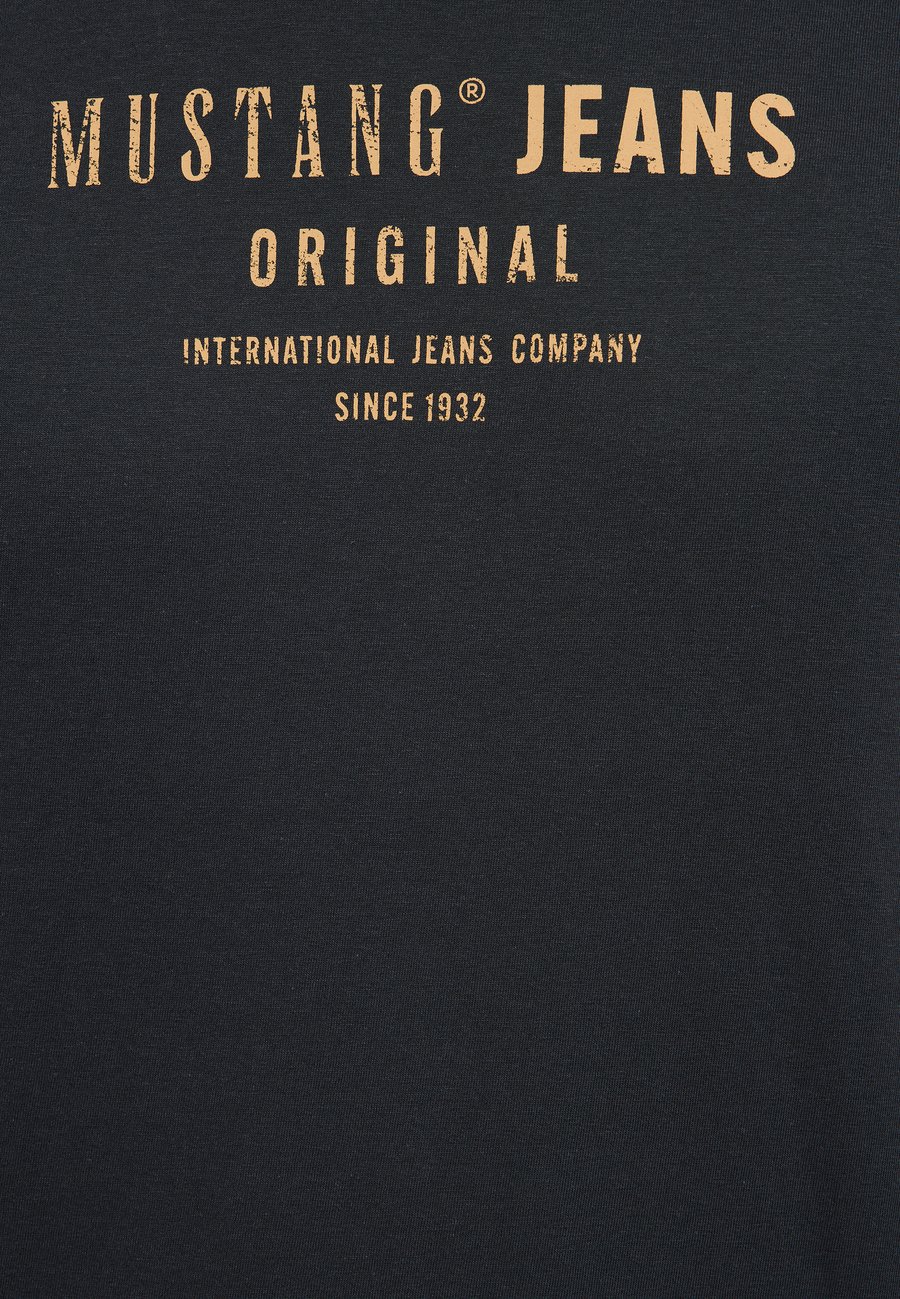 MUSTANG® JEANS
ORIGINAL
INTERNATIONAL JEANS COMPANY
SINCE 1932